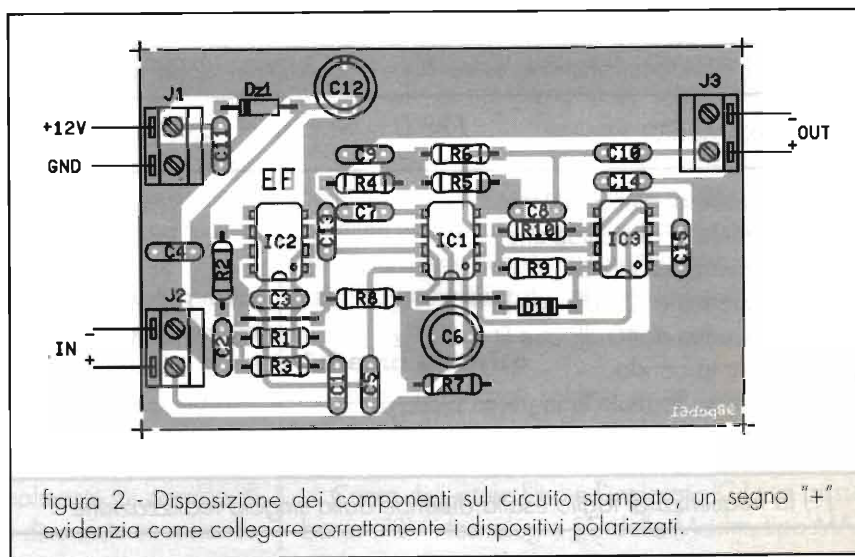 J1
Dz1
C12
J3
+12V
GND
C11
- OUT
+
C9
R6
C10
R4
R5
C14
EF
C7
C8
R10
IC2
C13
IC1
IC3
C15
C4
R2
R9
J2
C3
R8
D1
IN
-
+
C2
R1
C6
R3
C1
C5
R7
98pcb61
figura 2 - Disposizione dei componenti sul circuito stampato, un segno "+"
evidenzia come collegare correttamente i dispositivi polarizzati.